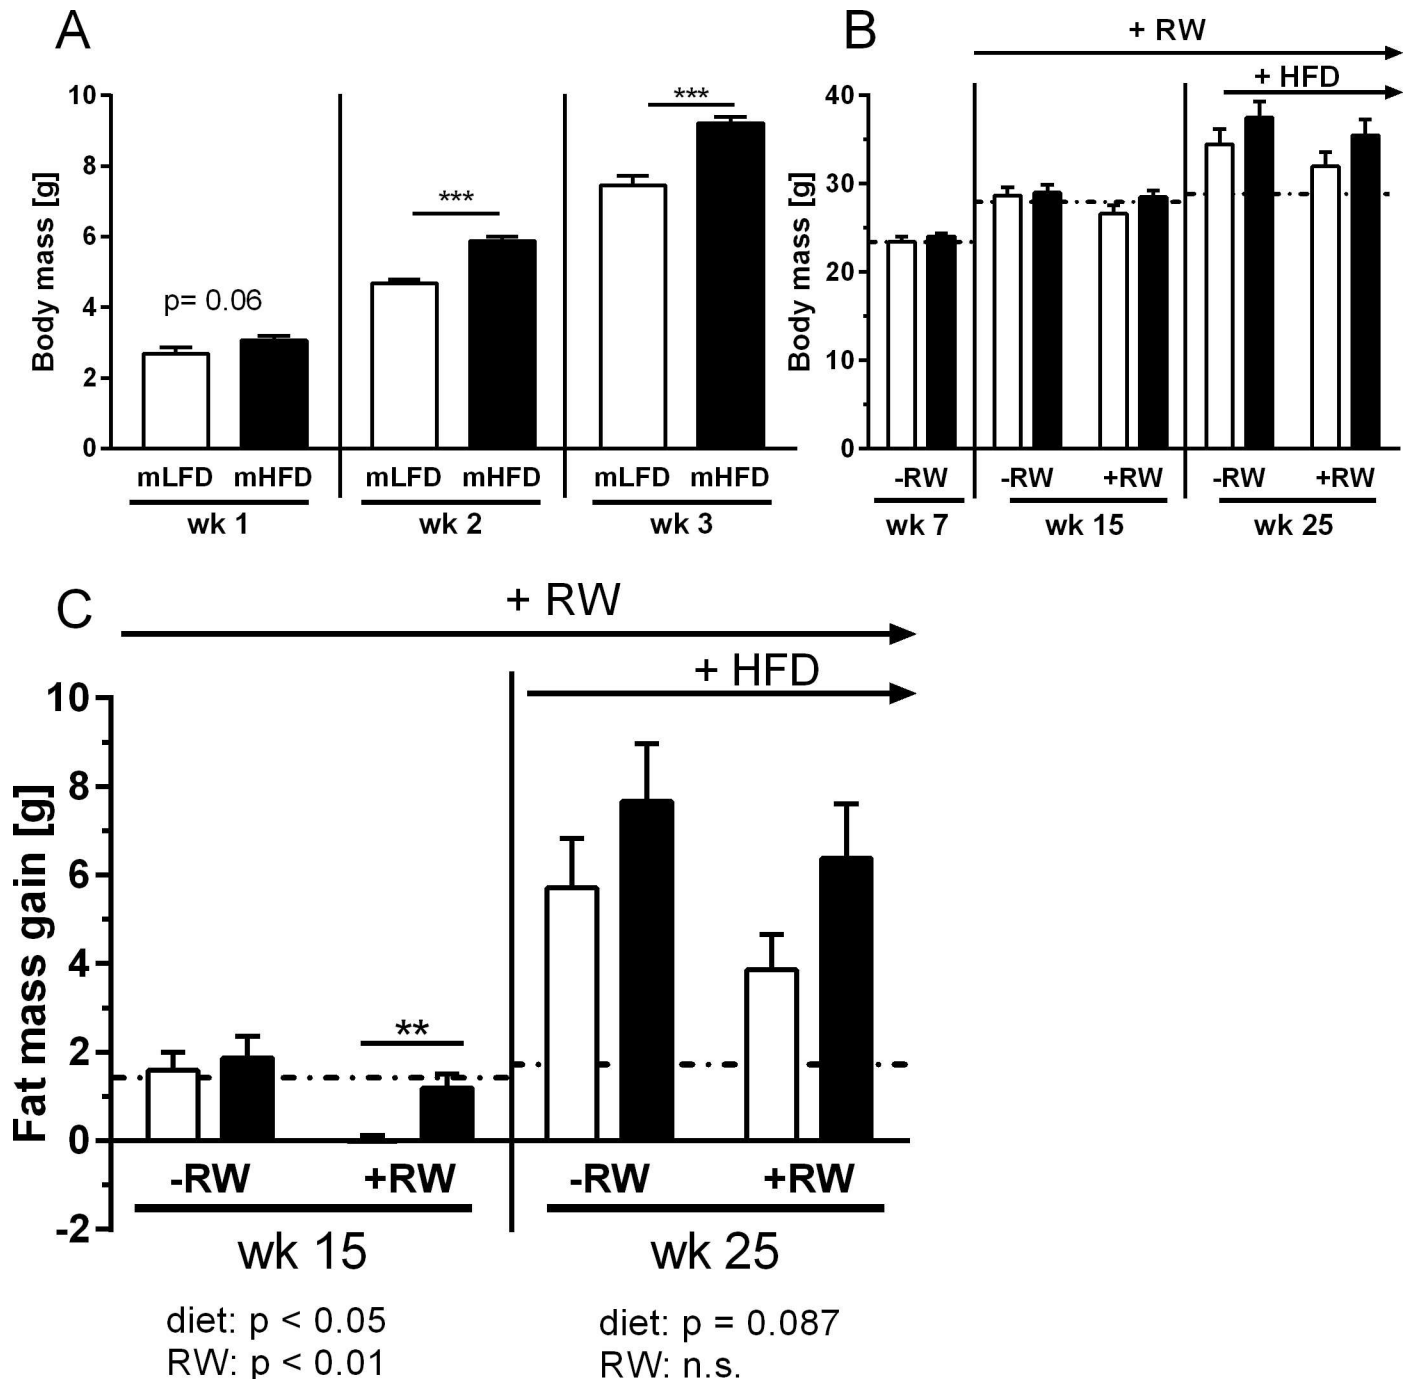 A
Body mass [g]
10
8
6
4
2
0
p= 0.06
***
***
mLFD mHFD mLFD mHFD mLFD mHFD
wk 1 wk 2 wk 3
B
+ RW
+ HFD
Body mass [g]
40
30
20
10
0
-RW -RW +RW -RW +RW
wk 7 wk 15 wk 25
C
+ RW
+ HFD
Fat mass gain [g]
10
8
6
4
2
0
-2
**
-RW +RW -RW +RW
wk 15 wk 25
diet: p < 0.05 diet: p = 0.087
RW: p < 0.01 RW: n.s.